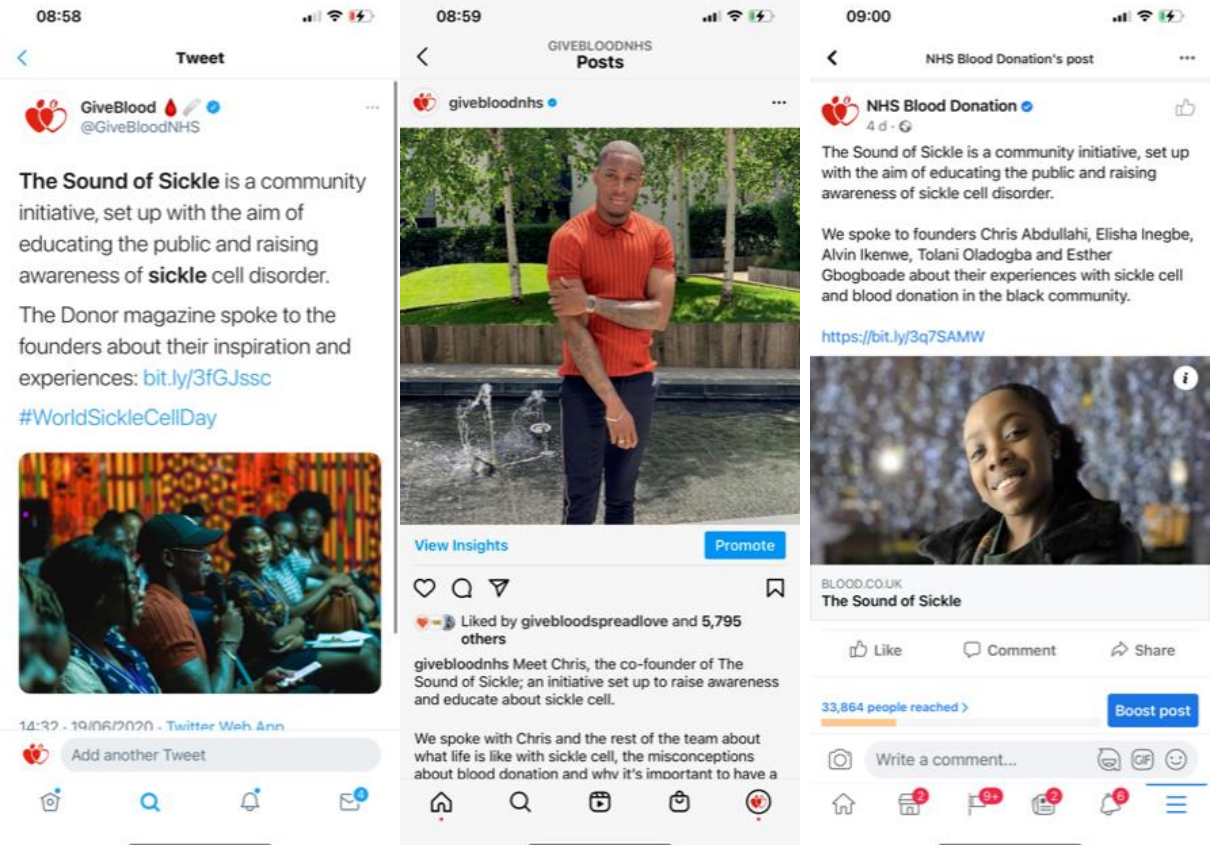 08:58
Tweet
GiveBlood
@GiveBloodNHS
The Sound of Sickle is a community
initiative, set up with the aim of
educating the public and raising
awareness of sickle cell disorder.
The Donor magazine spoke to the
founders about their inspiration and
experiences: bit.ly/3fGJssc
#WorldSickleCellDay
14:32 · 19/06/2020 · Twitter Web App
Add another Tweet
4
08:59
GIVEBLOODNHS
Posts
givebloodnhs
View Insights
Promote
Liked by givebloodspreadlove and 5,795
others
givebloodnhs Meet Chris, the co-founder of The
Sound of Sickle; an initiative set up to raise awareness
and educate about sickle cell.
We spoke with Chris and the rest of the team about
what life is like with sickle cell, the misconceptions
about blood donation and why it's important to have a
09:00
NHS Blood Donation's post
NHS Blood Donation
4 d ·
The Sound of Sickle is a community initiative, set up
with the aim of educating the public and raising
awareness of sickle cell disorder.
We spoke to founders Chris Abdullahi, Elisha Inegbe,
Alvin Ikenwe, Tolani Oladogba and Esther
Gbogboade about their experiences with sickle cell
and blood donation in the black community.
https://bit.ly/3q7SAMW
i
BLOOD.CO.UK
The Sound of Sickle
Like Comment Share
33,864 people reached >
Boost post
Write a comment...
GIF
2 9+ 2 6